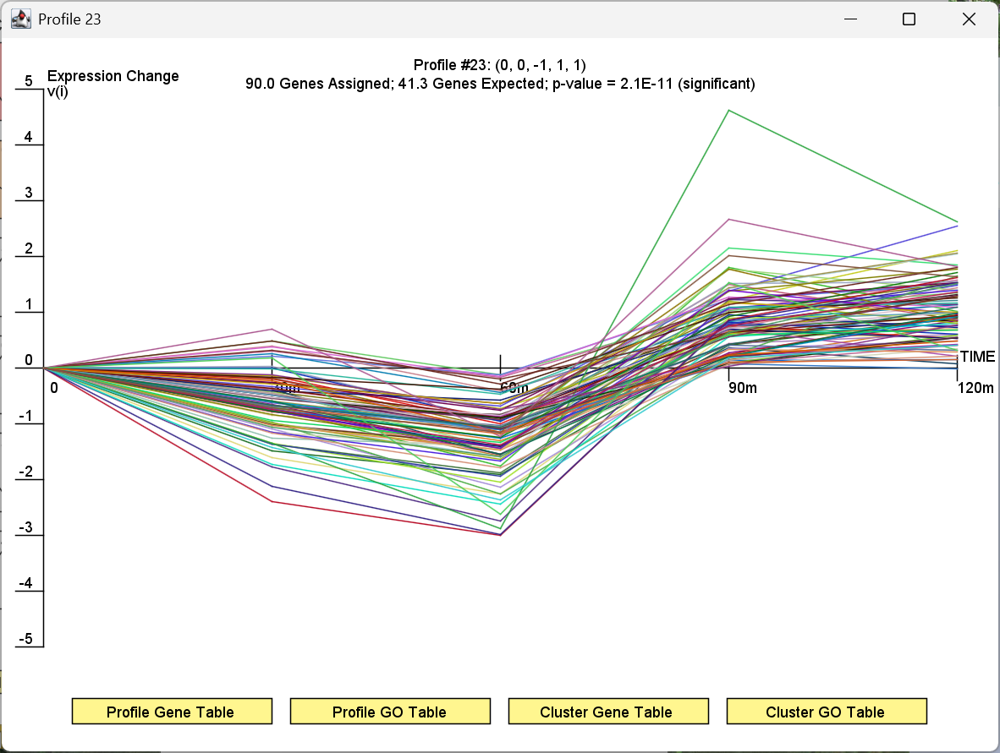 Profile 23
Profile #23: (0, 0, -1, 1, 1)
90.0 Genes Assigned; 41.3 Genes Expected; p-value = 2.1E-11 (significant)
Expression Change
v(i)
5
4
3
2
1
0
-1
-2
-3
-4
-5
TIME
0
60m
90m
120m
Profile Gene Table
Profile GO Table
Cluster Gene Table
Cluster GO Table